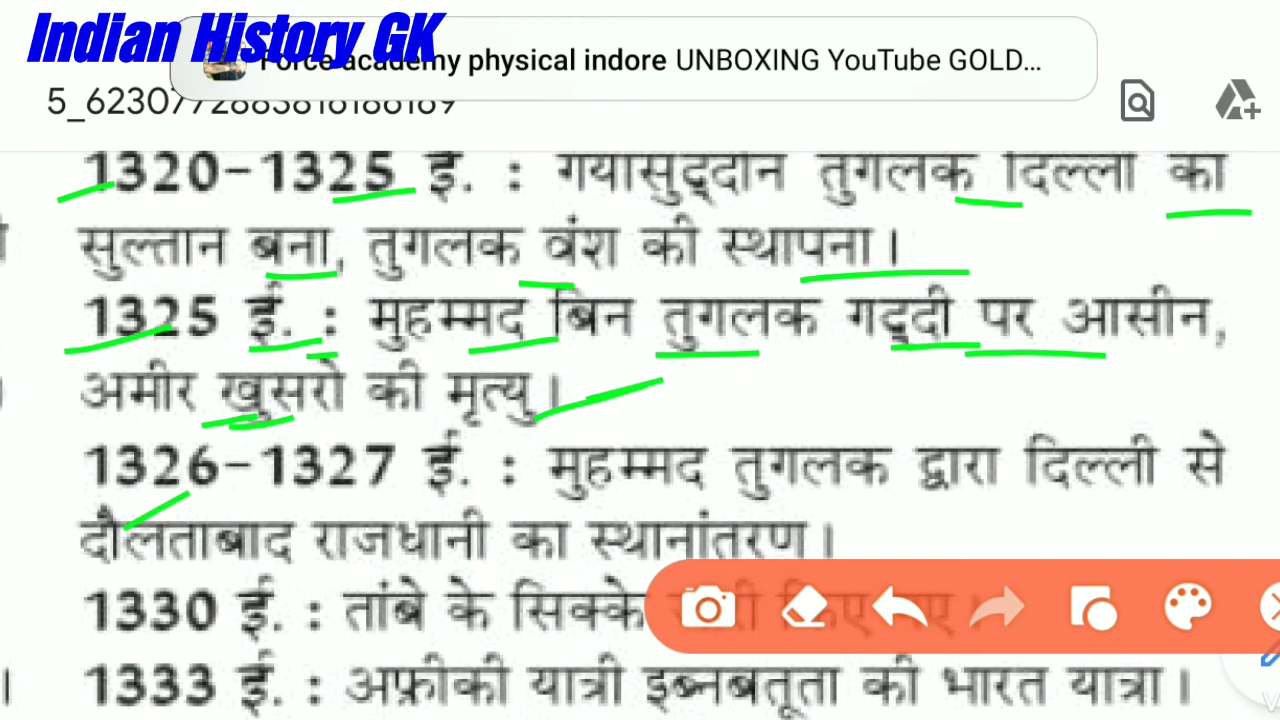 Indian History GK
Force academy physical indore UNBOXING YouTube GOLD...
1320-1325 ई. : गयासुद्दीन तुगलक दिल्ली का
सुल्तान बना, तुगलक वंश की स्थापना।
1325 ई. : मुहम्मद बिन तुगलक गद्दी पर आसीन,
अमीर खुसरो की मृत्यु।
1326-1327 ई. : मुहम्मद तुगलक द्वारा दिल्ली से
दौलताबाद राजधानी का स्थानांतरण।
1330 ई. : तांबे के सिक्के
1333 ई. : अफ्रीकी यात्री इब्नबतूता की भारत यात्रा।